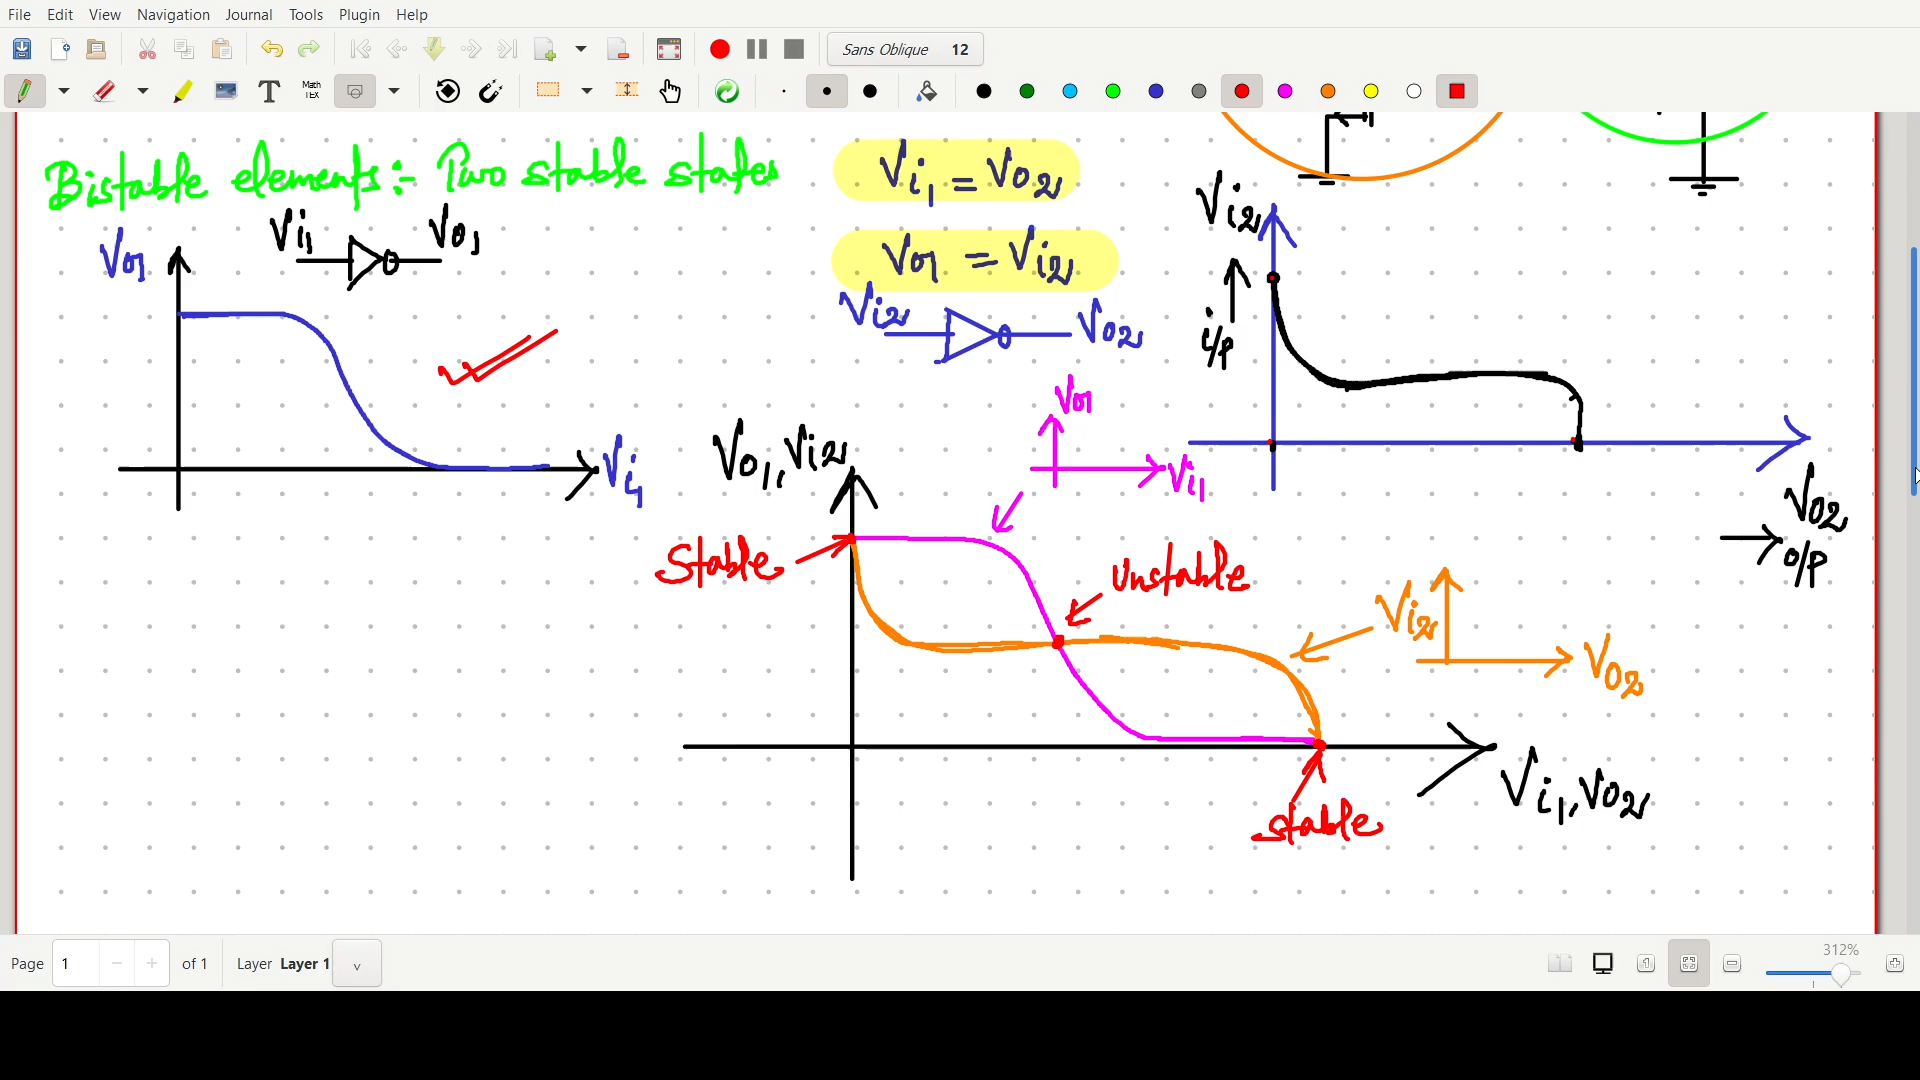 File Edit View Navigation Journal Tools Plugin Help
Sans Oblique 12
Math TEX
Bistable elements:- Two stable states
Vi1 = Vo2
Vo1 = Vi2
Vi1 Vo1
Vo1
Vi1
Vi2 Vo2
Vi2
i/p
Vo2
o/p
Vo1
Vi1
Vo1, Vi2
Stable
Unstable
Vi2
Vo2
stable
Vi1, Vo2
Page 1 of 1 Layer Layer 1
312%